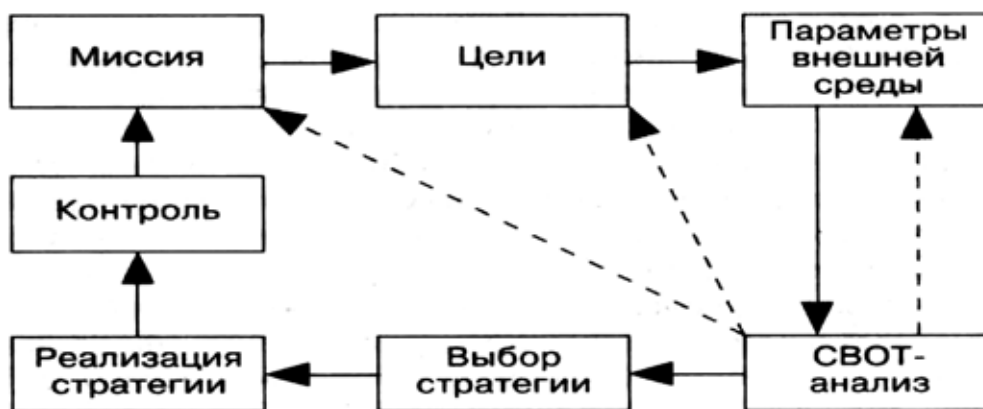 Миссия
Цели
Параметры
внешней
среды
Контроль
Реализация
стратегии
Выбор
стратегии
СВОТ-
анализ